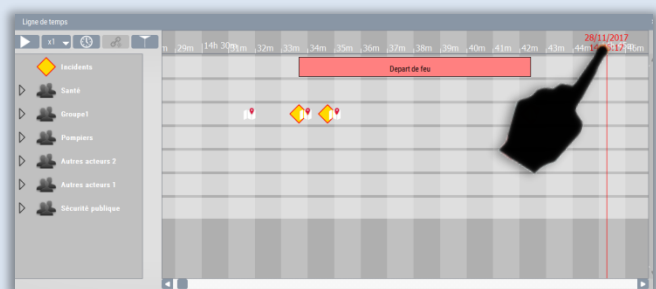 Ligne de temps
28/11/2017
x1
,29m ,14h 30m ,31m ,32m ,33m ,34m ,35m ,36m ,37m ,38m ,39m ,40m ,41m ,42m ,43m ,44m
Incidents
Depart de feu
Santé
Groupe1
Pompiers
Autres acteurs 2
Autres acteurs 1
Sécurité publique